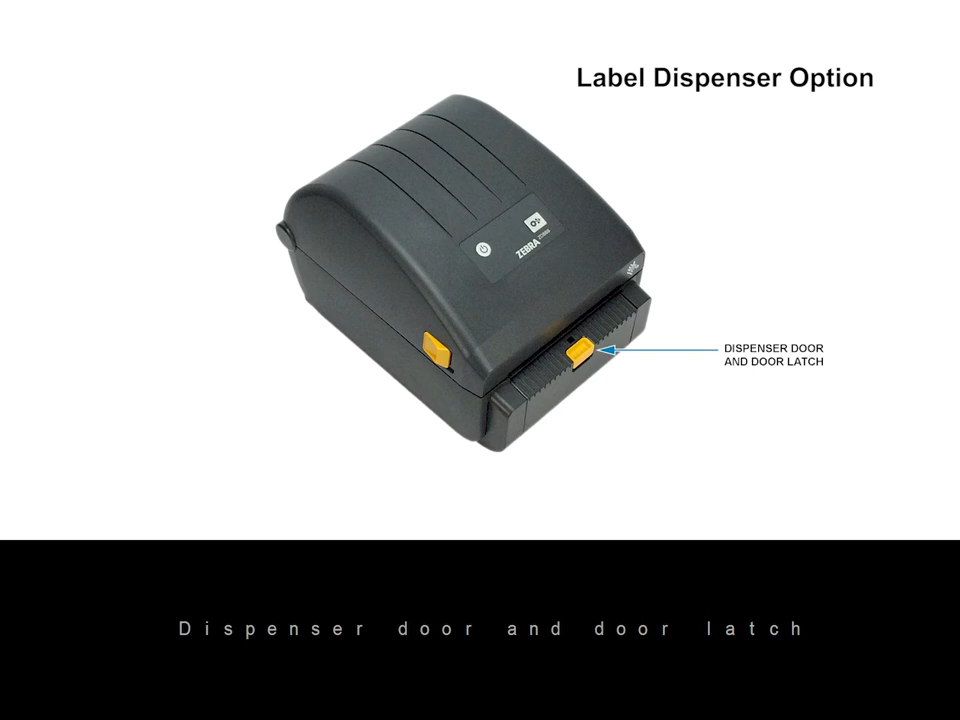 Label Dispenser Option
ZEBRA
DISPENSER DOOR
AND DOOR LATCH
Dispenser door and door latch